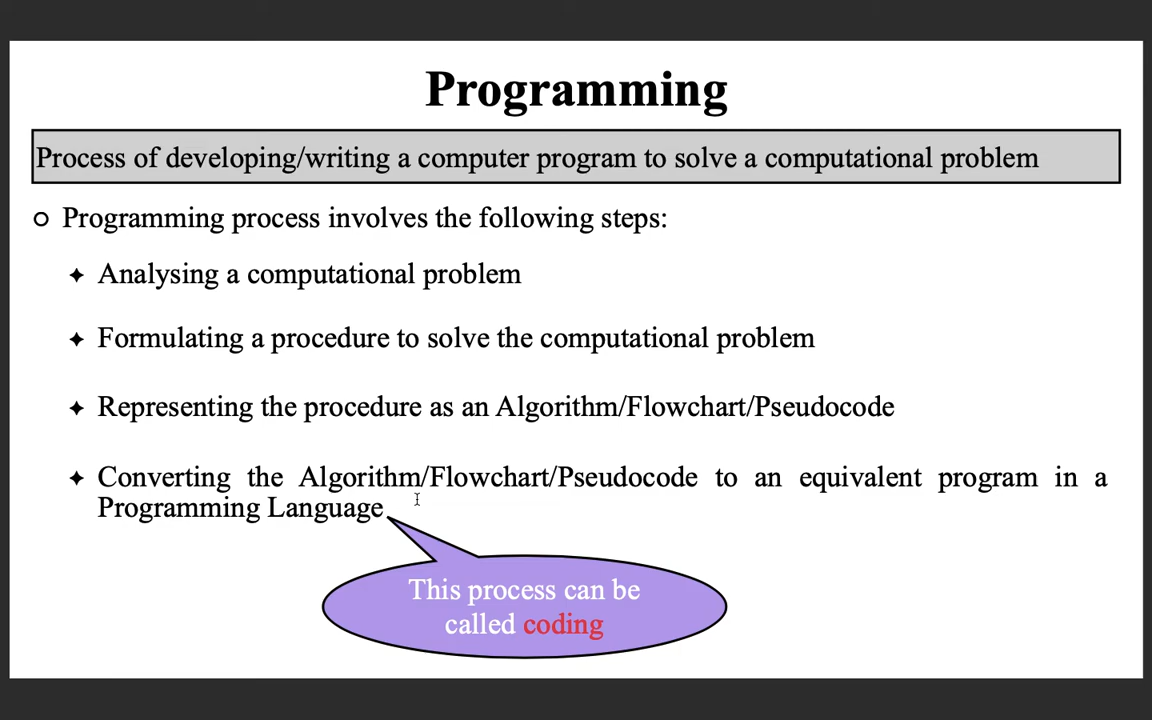 Programming
Process of developing/writing a computer program to solve a computational problem
Programming process involves the following steps:
Analysing a computational problem
Formulating a procedure to solve the computational problem
Representing the procedure as an Algorithm/Flowchart/Pseudocode
Converting the Algorithm/Flowchart/Pseudocode to an equivalent program in a
Programming Language
This process can be
called coding